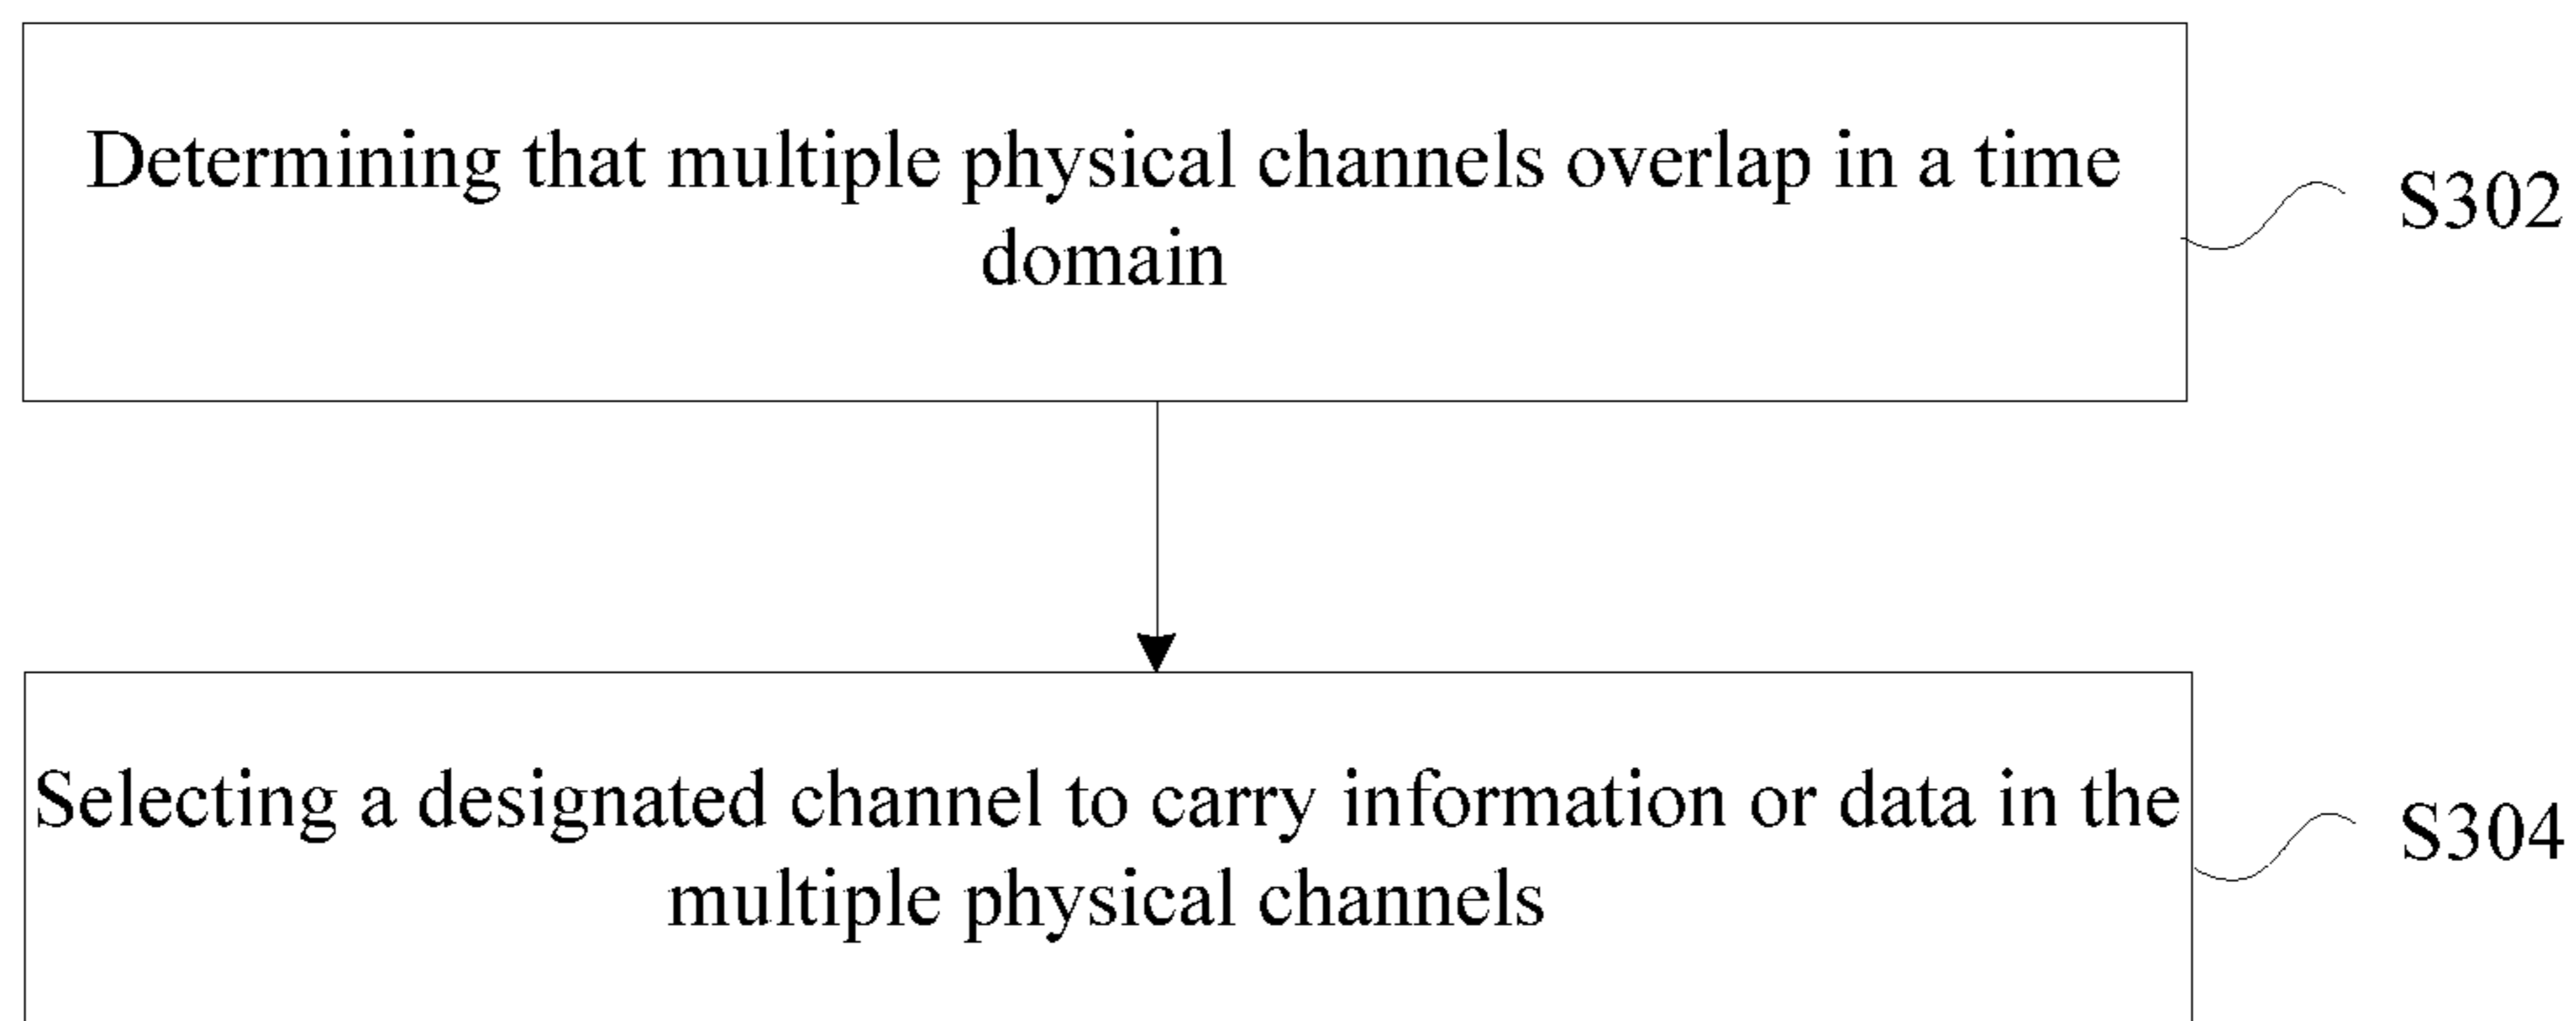 Determining that multiple physical channels overlap in a time
domain
S302
Selecting a designated channel to carry information or data in the
multiple physical channels
S304